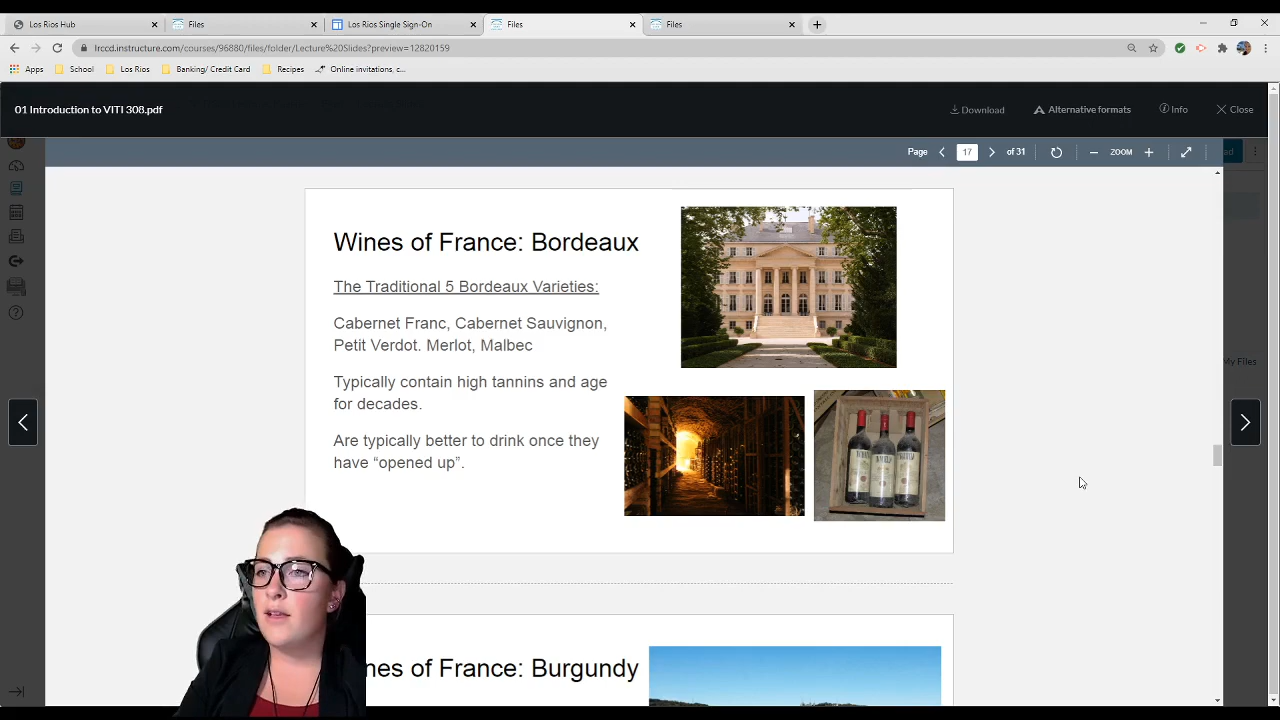 Los Rios Hub
Files
Los Rios Single Sign-On
Files
Files
lrccd.instructure.com/courses/96880/files/folder/Lecture%20Slides?preview=12820159
Apps School Los Rios Banking/ Credit Card Recipes Online invitations, c...
01 Introduction to VITI 308.pdf
Download Alternative formats Info Close
Page 17 of 31 ZOOM
Wines of France: Bordeaux
The Traditional 5 Bordeaux Varieties:
Cabernet Franc, Cabernet Sauvignon,
Petit Verdot. Merlot, Malbec
Typically contain high tannins and age
for decades.
Are typically better to drink once they
have “opened up”.
My Files
nes of France: Burgundy